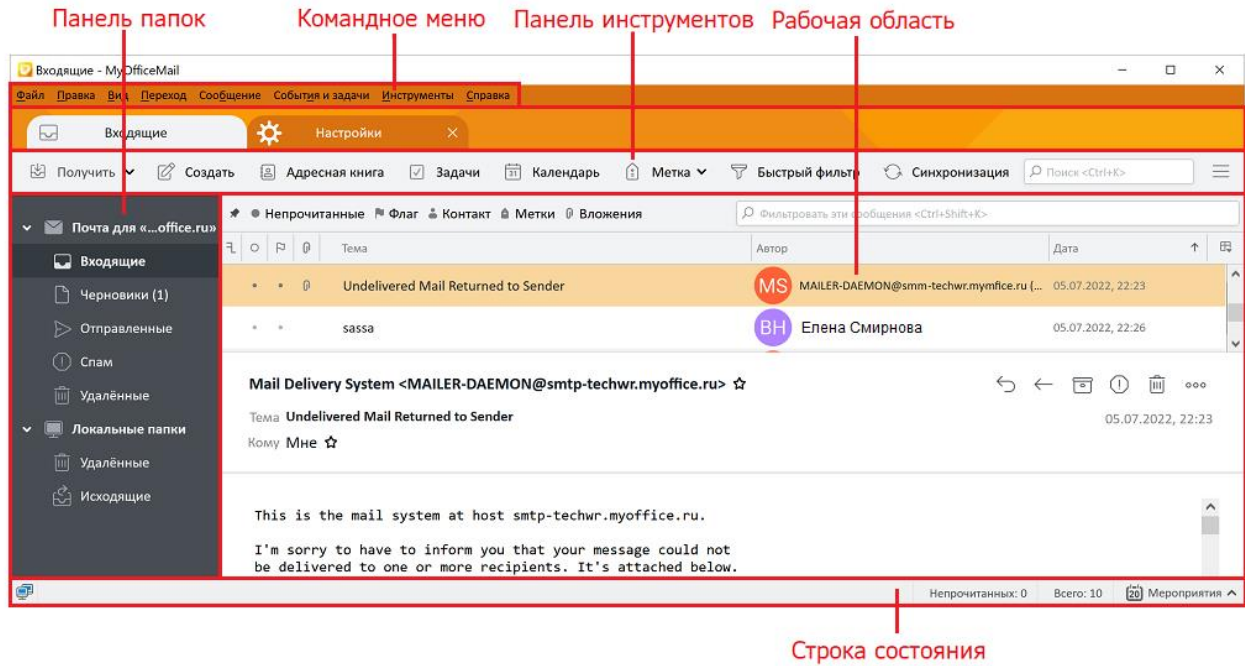 Панель папок Командное меню Панель инструментов Рабочая область
Входящие - MyOfficeMail
Файл Правка Вид Переход Сообщение События и задачи Инструменты Справка
Входящие Настройки
Получить Создать Адресная книга Задачи Календарь Метка Быстрый фильтр Синхронизация Поиск <Ctrl+K>
Почта для «...office.ru»
Входящие
Черновики (1)
Отправленные
Спам
Удалённые
Локальные папки
Удалённые
Исходящие
Непрочитанные Флаг Контакт Метки Вложения Фильтровать эти сообщения <Ctrl+Shift+K>
Тема Автор Дата
Undelivered Mail Returned to Sender MS MAILER-DAEMON@smm-techwr.mymfice.ru (... 05.07.2022, 22:23
sassa BH Елена Смирнова 05.07.2022, 22:26
Mail Delivery System <MAILER-DAEMON@smtp-techwr.myoffice.ru>
Тема Undelivered Mail Returned to Sender 05.07.2022, 22:23
Кому Мне
This is the mail system at host smtp-techwr.myoffice.ru.
I'm sorry to have to inform you that your message could not
be delivered to one or more recipients. It's attached below.
Непрочитанных: 0 Всего: 10 20 Мероприятия
Строка состояния